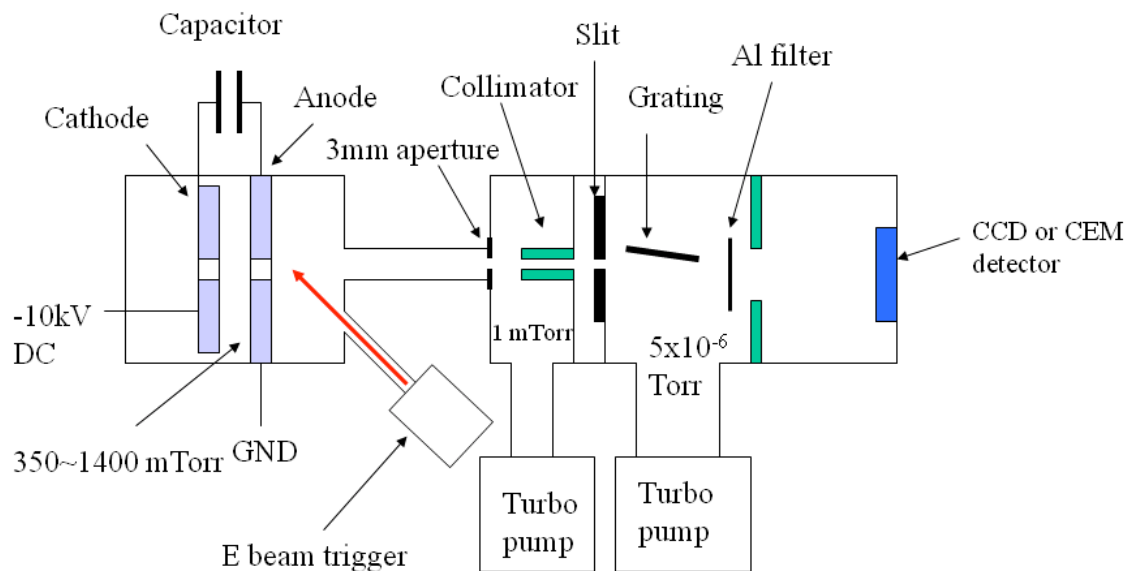 Capacitor
Slit
Al filter
Anode
Collimator
Grating
Cathode
3mm aperture
CCD or CEM
detector
-10kV
DC
1 mTorr
5x10-6
Torr
350~1400 mTorr
GND
Turbo
pump
Turbo
pump
E beam trigger